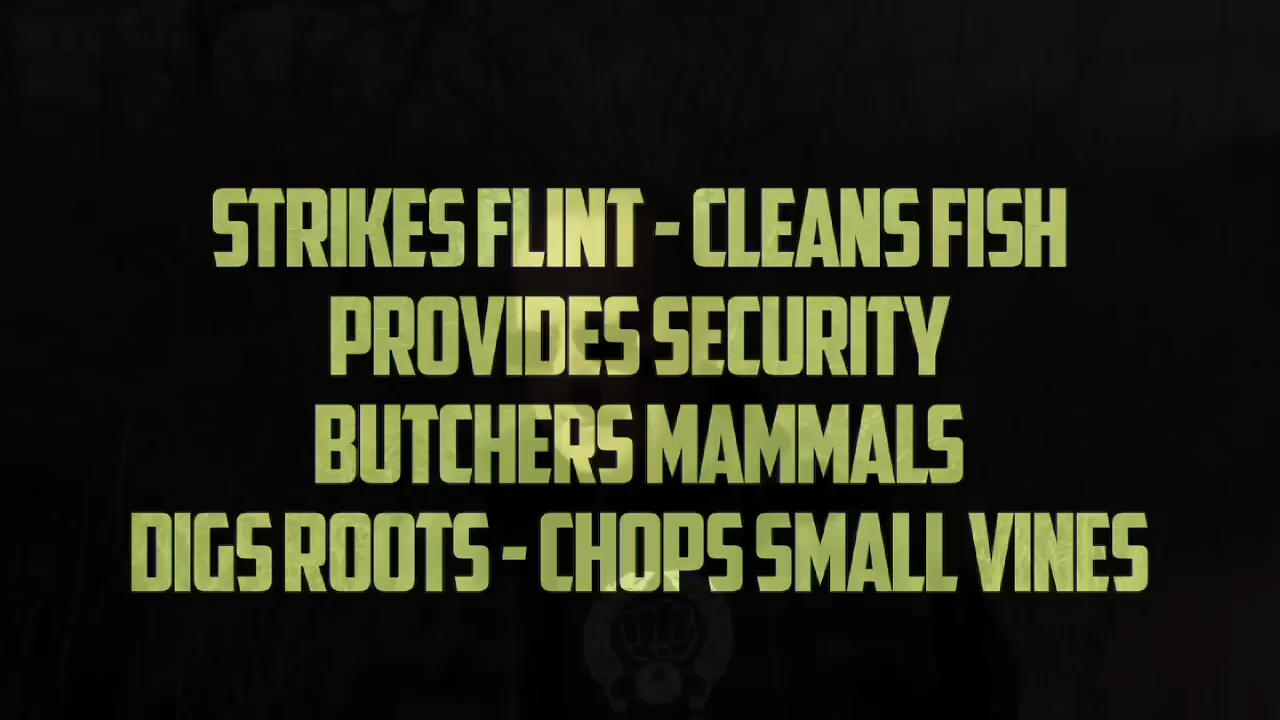 STRIKES FLINT - CLEANS FISH
PROVIDES SECURITY
BUTCHERS MAMMALS
DIGS ROOTS - CHOPS SMALL VINES